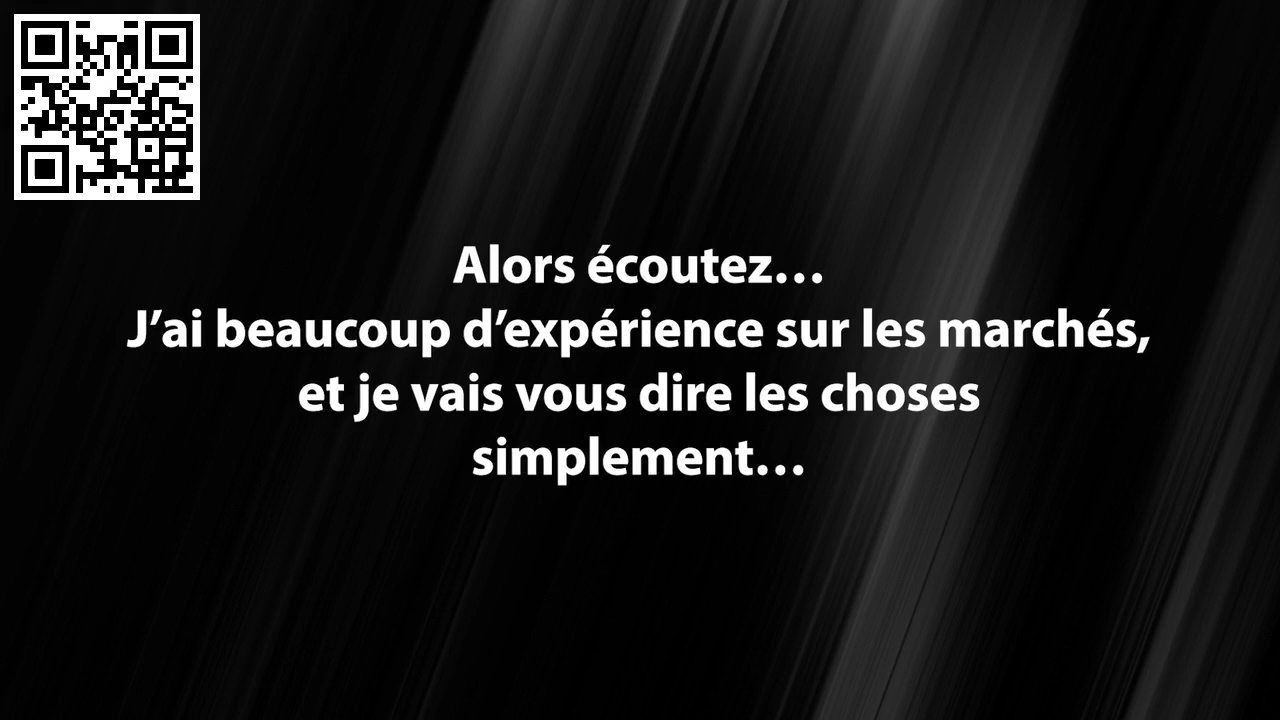 Alors écoutez…
J’ai beaucoup d’expérience sur les marchés,
et je vais vous dire les choses
simplement…